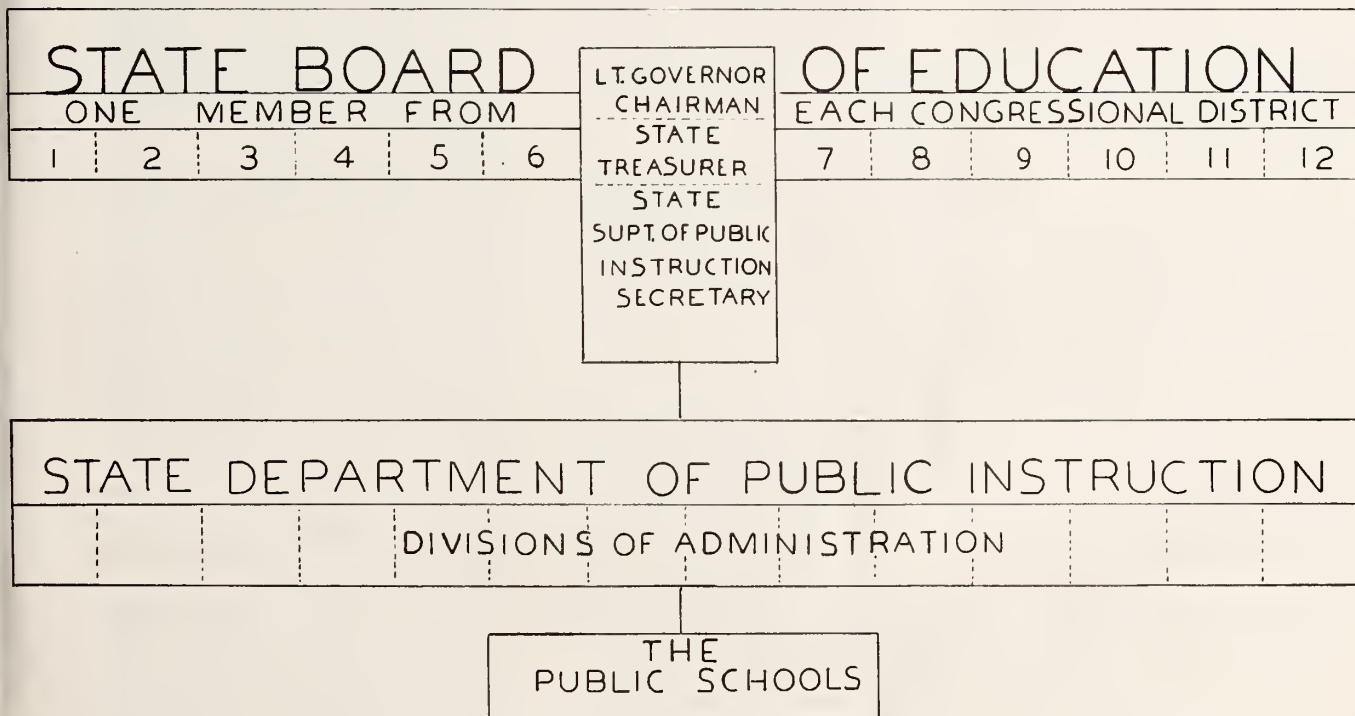 STATE BOARD OF EDUCATION
ONE MEMBER FROM EACH CONGRESSIONAL DISTRICT
1 2 3 4 5 6 7 8 9 10 11 12
LT. GOVERNOR
CHAIRMAN
STATE
TREASURER
STATE
SUPT. OF PUBLIC
INSTRUCTION
SECRETARY
STATE DEPARTMENT OF PUBLIC INSTRUCTION
DIVISIONS OF ADMINISTRATION
THE
PUBLIC SCHOOLS